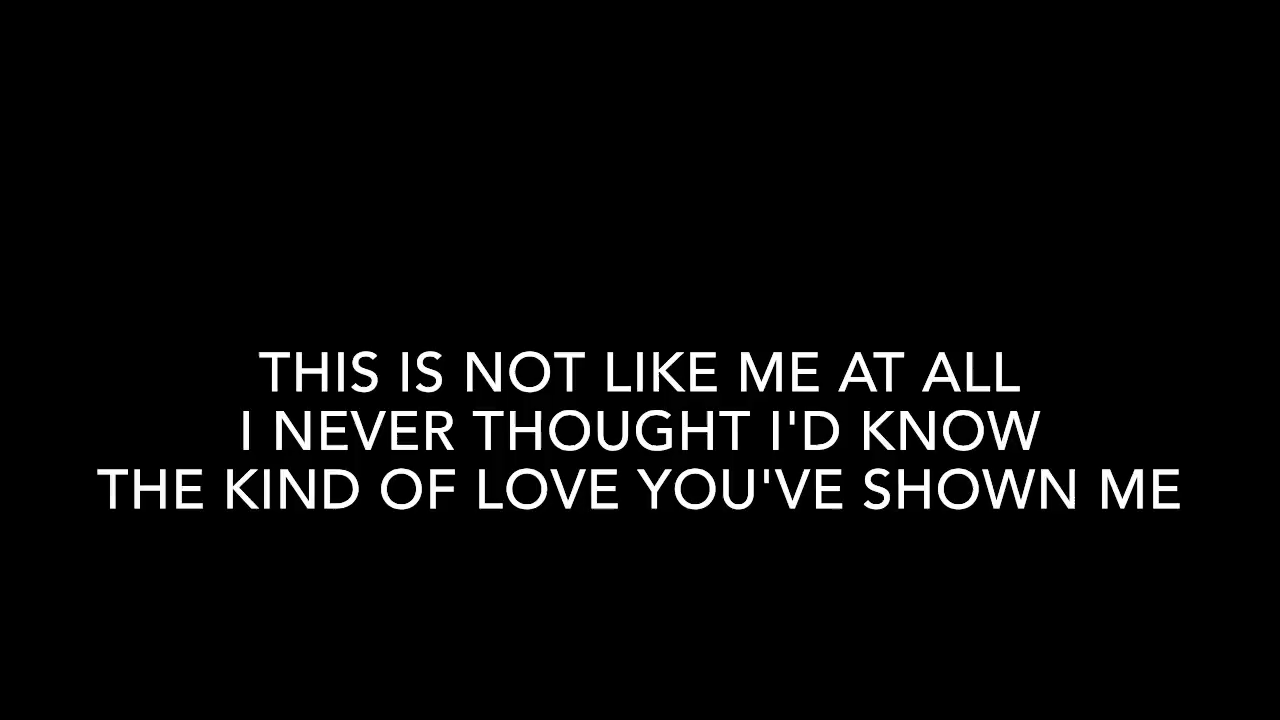 THIS IS NOT LIKE ME AT ALL
I NEVER THOUGHT I'D KNOW
THE KIND OF LOVE YOU'VE SHOWN ME